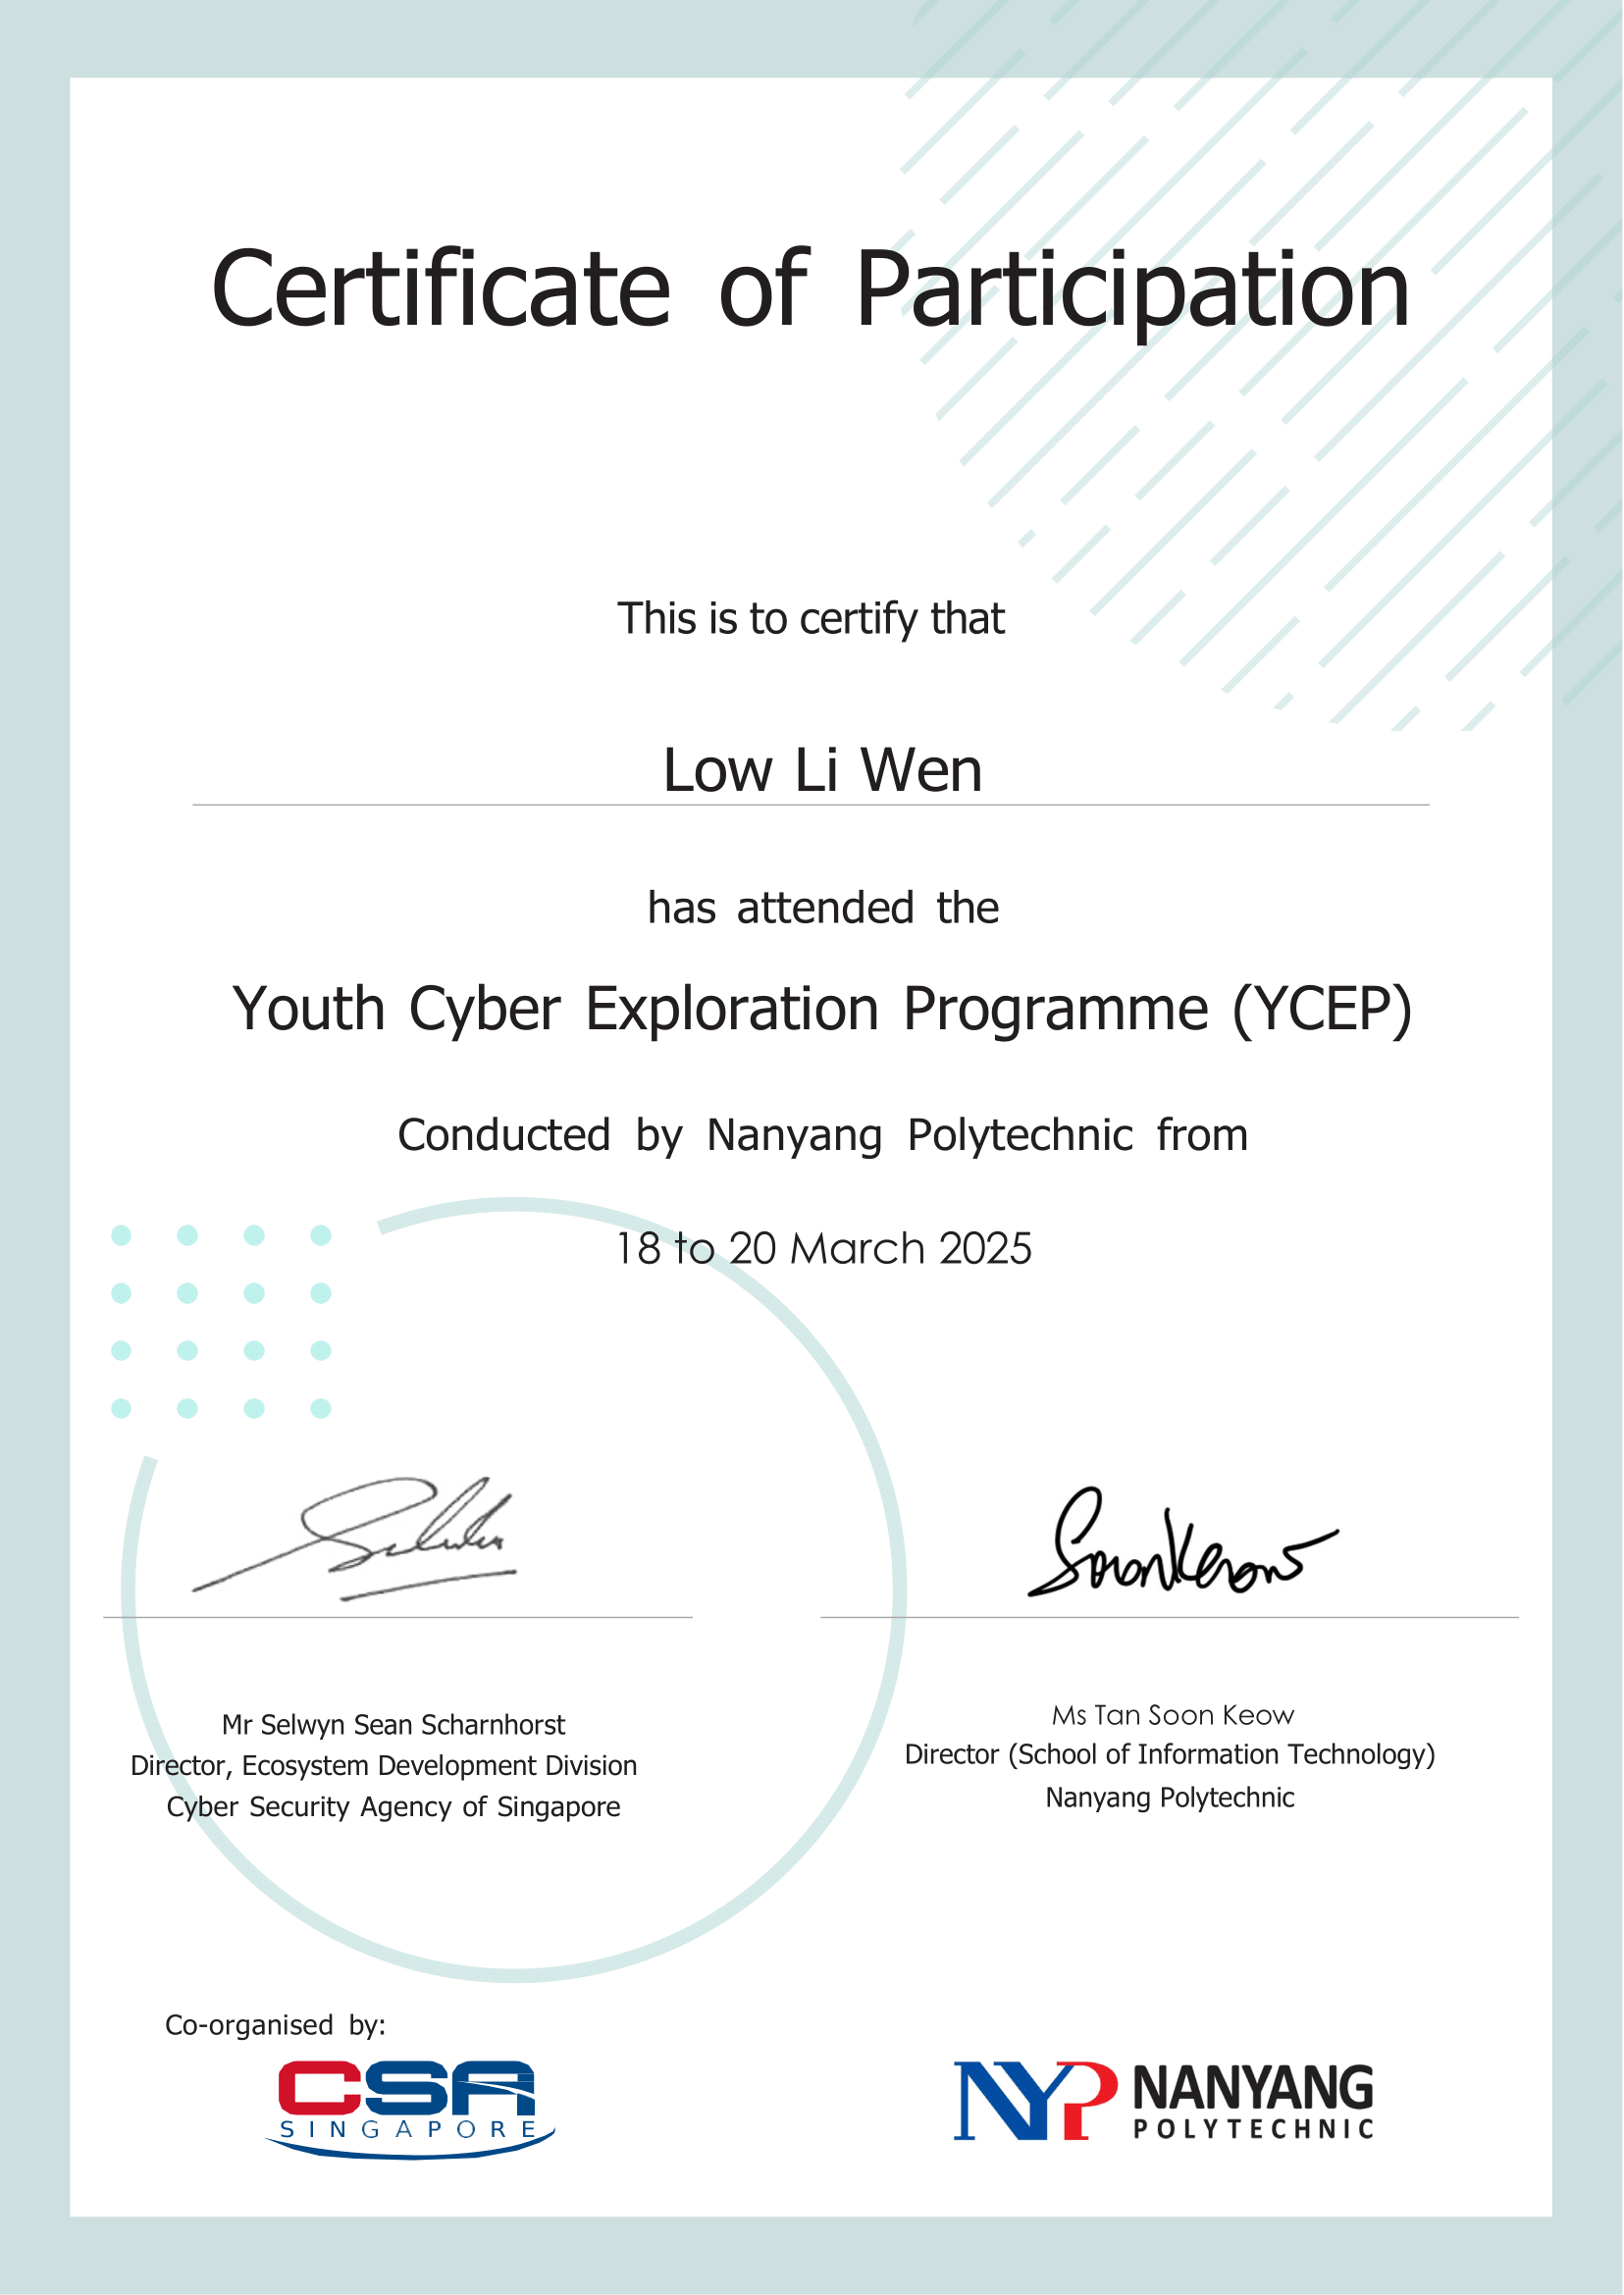 Certificate of Participation
This is to certify that
Low Li Wen
has attended the
Youth Cyber Exploration Programme (YCEP)
Conducted by Nanyang Polytechnic from
18 to 20 March 2025
Selwyn
SoonKeow
Mr Selwyn Sean Scharnhorst
Director, Ecosystem Development Division
Cyber Security Agency of Singapore
Ms Tan Soon Keow
Director (School of Information Technology)
Nanyang Polytechnic
Co-organised by:
CSA
SINGAPORE
NYP NANYANG
POLYTECHNIC